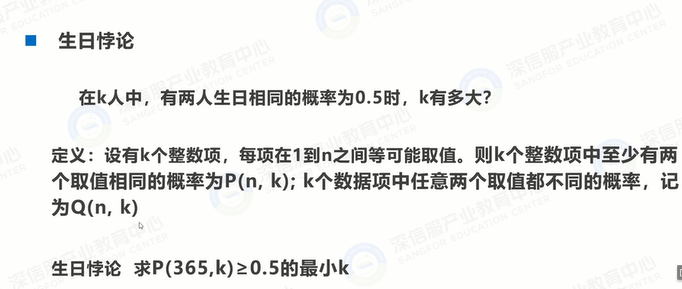 生日悖论
在k人中，有两人生日相同的概率为0.5时，k有多大？
定义：设有k个整数项，每项在1到n之间等可能取值。则k个整数项中至少有两
个取值相同的概率为P(n, k); k个数据项中任意两个取值都不同的概率，记
为Q(n, k)
生日悖论 求P(365,k)≥0.5的最小k
深信服产业教育中心
SANGFOR EDUCATION CENTER